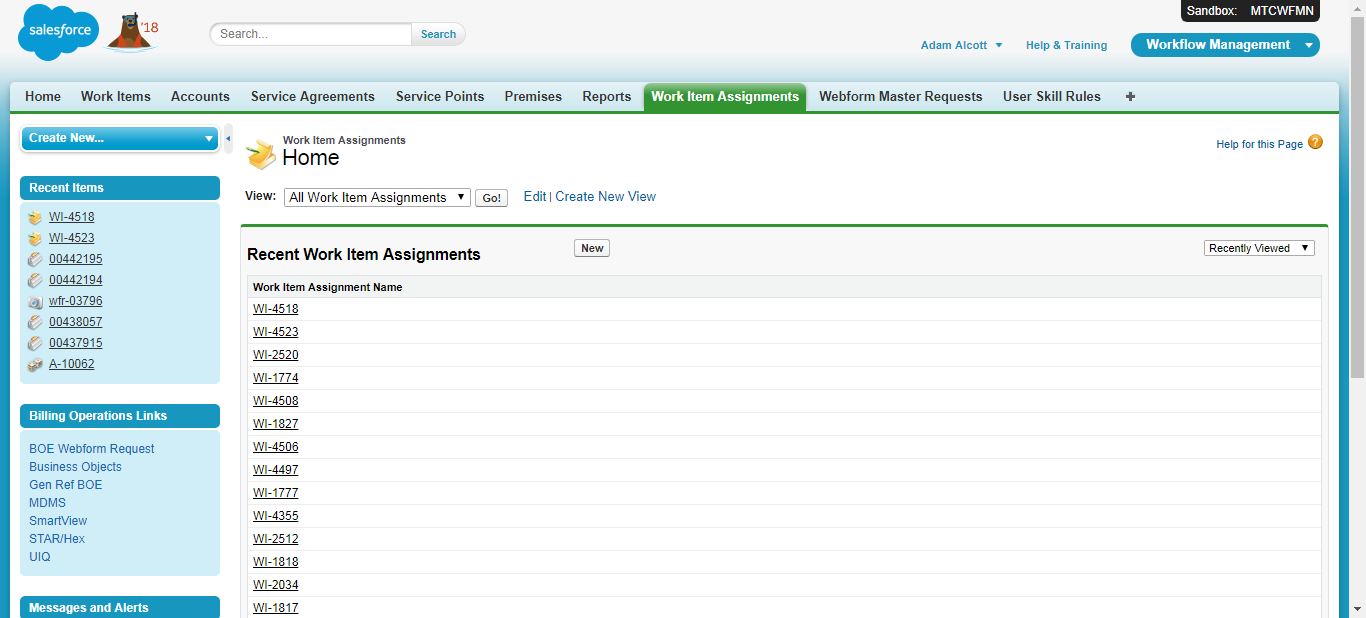 Sandbox: MTCWFMN
salesforce
'18
Search...
Search
Adam Alcott
Help & Training
Workflow Management
Home
Work Items
Accounts
Service Agreements
Service Points
Premises
Reports
Work Item Assignments
Webform Master Requests
User Skill Rules
+
Create New...
Recent Items
WI-4518
WI-4523
00442195
00442194
wfr-03796
00438057
00437915
A-10062
Billing Operations Links
BOE Webform Request
Business Objects
Gen Ref BOE
MDMS
SmartView
STAR/Hex
UIQ
Messages and Alerts
Work Item Assignments
Home
Help for this Page ?
View: All Work Item Assignments Go! Edit | Create New View
Recent Work Item Assignments
New
Recently Viewed
Work Item Assignment Name
WI-4518
WI-4523
WI-2520
WI-1774
WI-4508
WI-1827
WI-4506
WI-4497
WI-1777
WI-4355
WI-2512
WI-1818
WI-2034
WI-1817